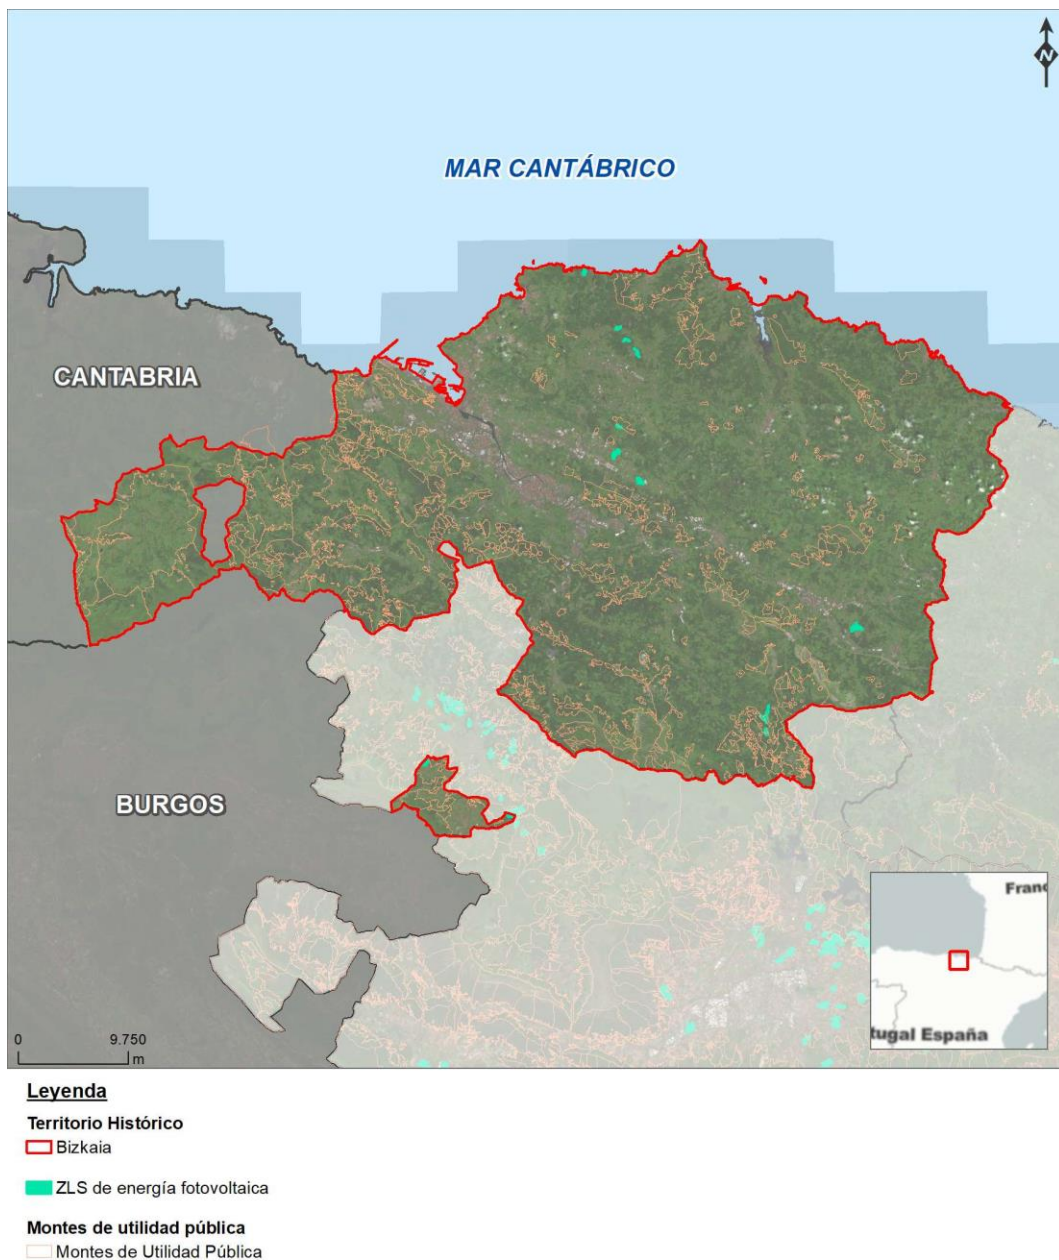 N
MAR CANTÁBRICO
CANTABRIA
BURGOS
Franc
tugal España
0 9.750
m
Leyenda
Territorio Histórico
Bizkaia
ZLS de energía fotovoltaica
Montes de utilidad pública
Montes de Utilidad Pública